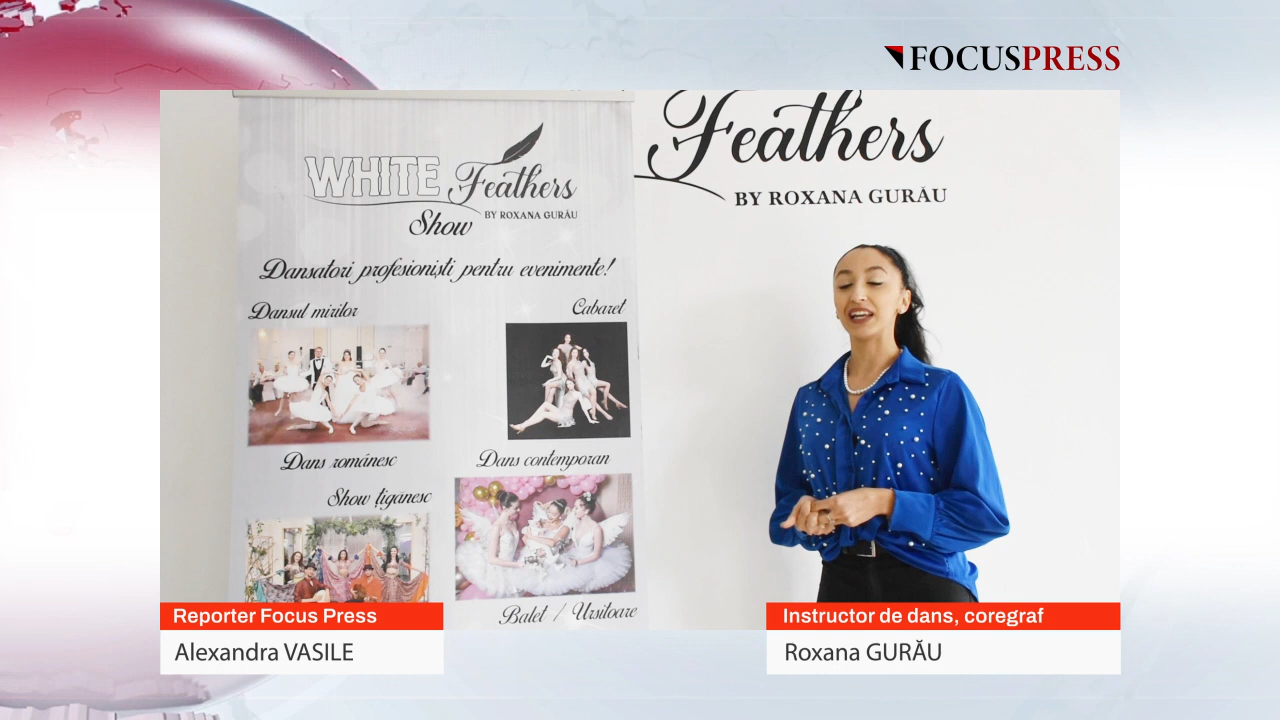 FOCUSPRESS
Feathers
BY ROXANA GURĂU
WHITE Feathers
BY ROXANA GURĂU
Show
Dansatori profesioniști pentru evenimente!
Dansul mirilor
Cabaret
Dans românesc
Dans contemporan
Show țiganesc
Balet / Ursitoare
Reporter Focus Press
Alexandra VASILE
Instructor de dans, coregraf
Roxana GURĂU